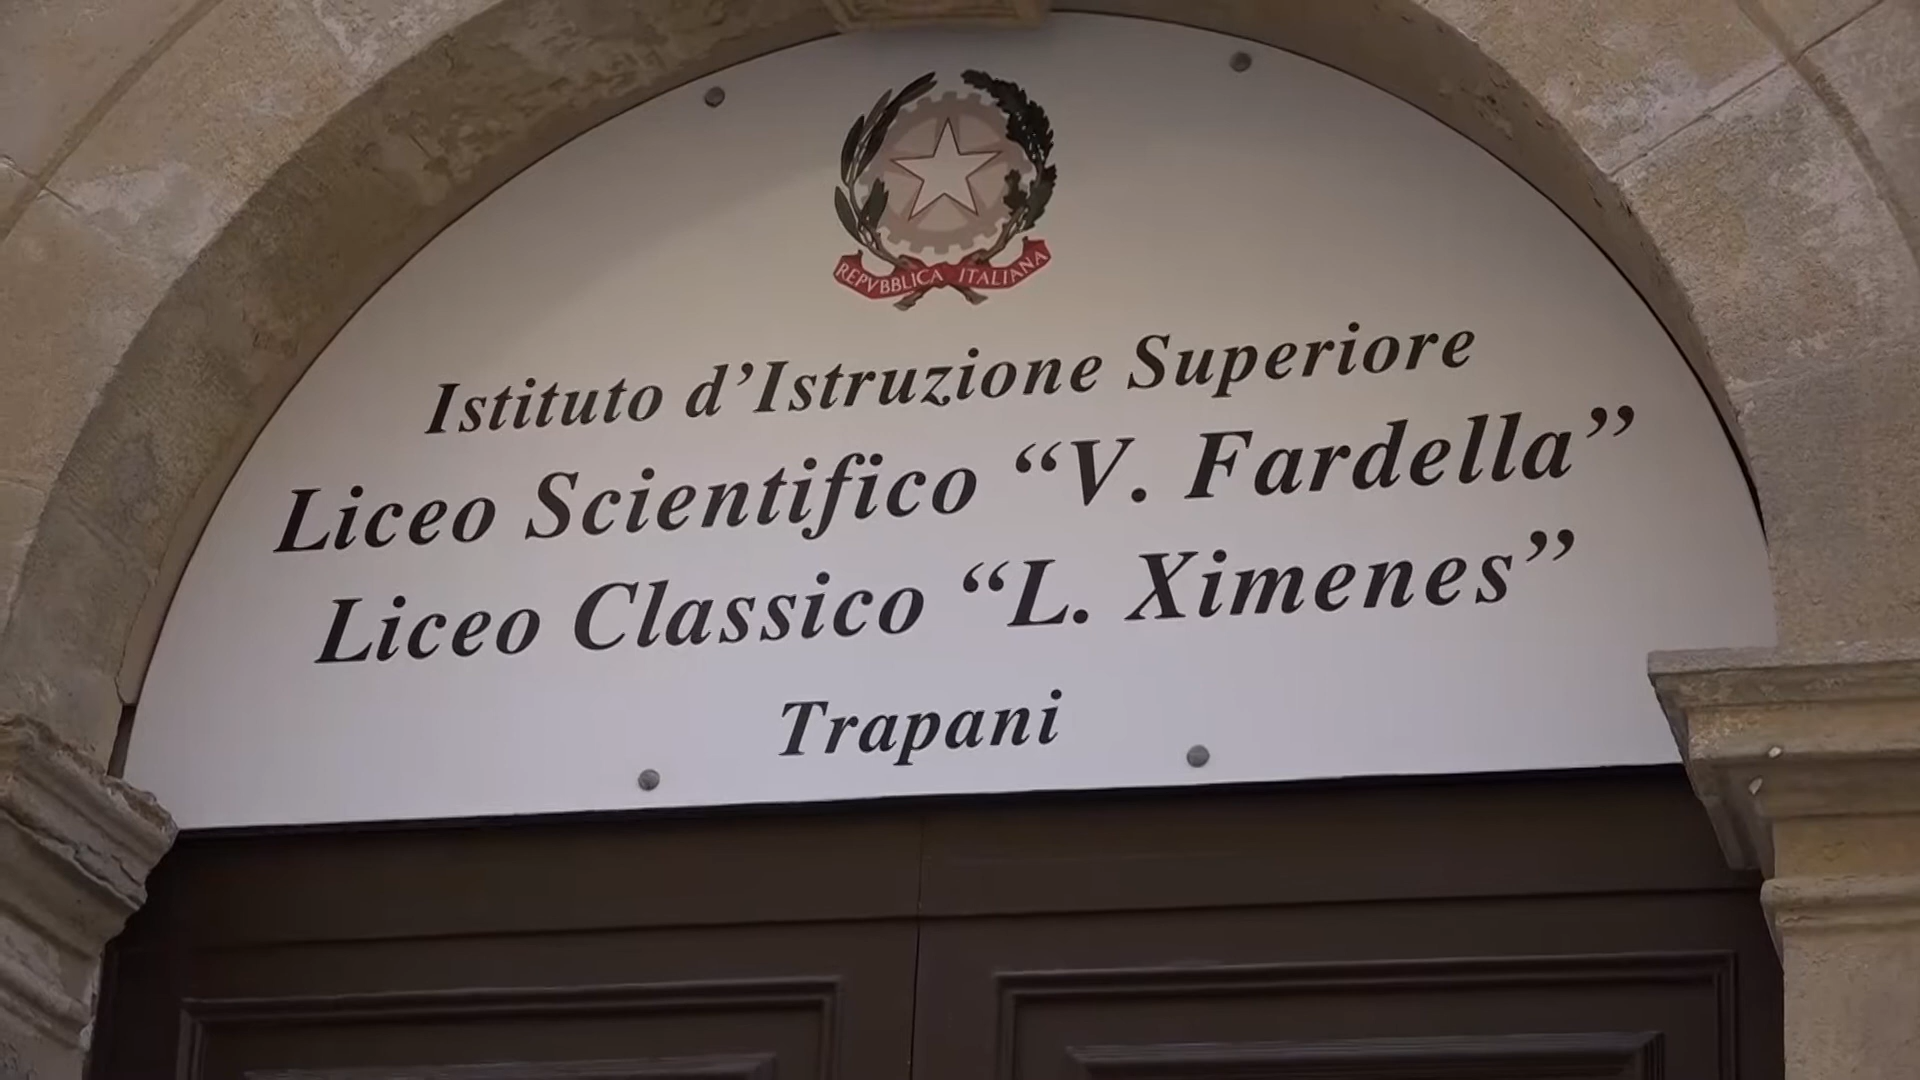 REPVBBLICA ITALIANA
Istituto d’Istruzione Superiore
Liceo Scientifico “V. Fardella”
Liceo Classico “L. Ximenes”
Trapani